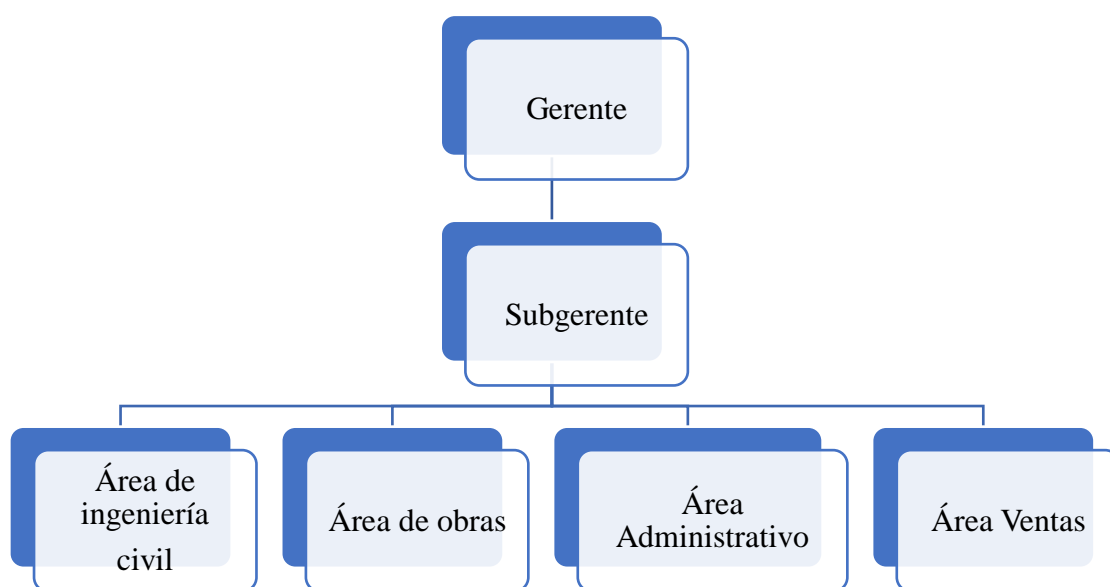 Gerente
Subgerente
Área de
ingeniería
civil
Área de obras
Área
Administrativo
Área Ventas